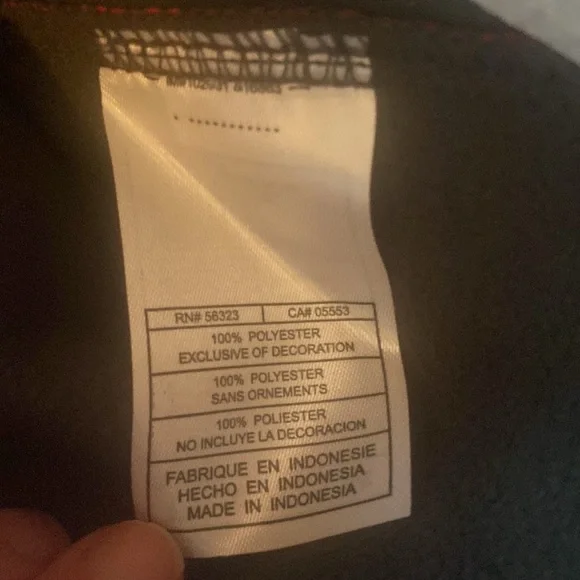 RN# 56323 CA# 05553
100% POLYESTER
EXCLUSIVE OF DECORATION
100% POLYESTER
SANS ORNEMENTS
100% POLIESTER
NO INCLUYE LA DECORACION
FABRIQUE EN INDONESIE
HECHO EN INDONESIA
MADE IN INDONESIA